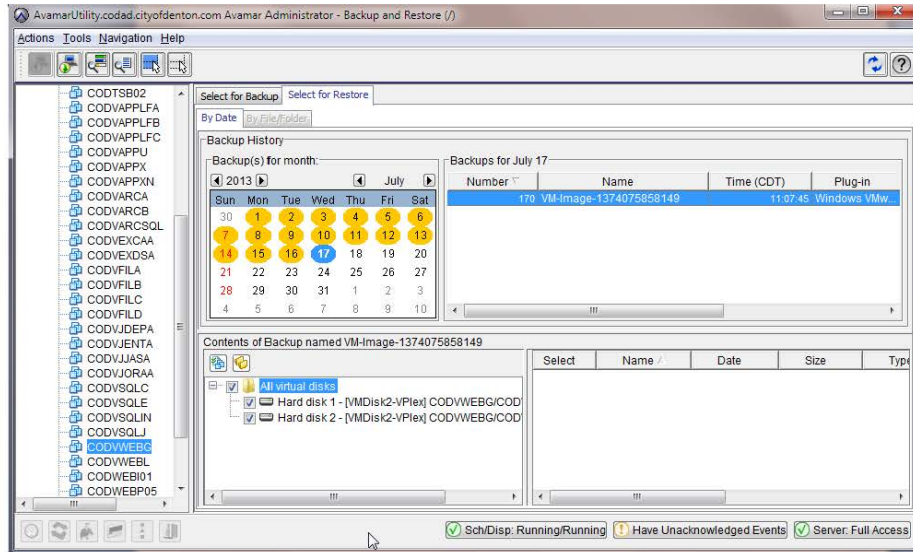 AvamarUtility.codad.cityofdenton.com Avamar Administrator - Backup and Restore (/)
Actions Tools Navigation Help
CODTSB02
CODVAPPLFA
CODVAPPLFB
CODVAPPLFC
CODVAPPU
CODVAPPX
CODVAPPXN
CODVARCA
CODVARCB
CODVARCSQL
CODVEXCAA
CODVEXDSA
CODVFILA
CODVFILB
CODVFILC
CODVFILD
CODVJDEPA
CODVJENTA
CODVJJASA
CODVJORAA
CODVSQLC
CODVSQLE
CODVSQLIN
CODVSQLJ
CODVWEBG
CODVWEBL
CODWEBI01
CODWEBP05
Select for Backup Select for Restore
By Date By File/Folder
Backup History
Backup(s) for month:
2013 July
Sun Mon Tue Wed Thu Fri Sat
30 1 2 3 4 5 6
7 8 9 10 11 12 13
14 15 16 17 18 19 20
21 22 23 24 25 26 27
28 29 30 31 1 2 3
4 5 6 7 8 9 10
Backups for July 17
Number Name Time (CDT) Plug-in
170 VM-Image-1374075858149 11:07:45 Windows VMw...
Contents of Backup named VM-Image-1374075858149
All virtual disks
Hard disk 1 - [VMDisk2-VPlex] CODVWEBG/COD
Hard disk 2 - [VMDisk2-VPlex] CODVWEBG/COD
Select Name Date Size Type
Sch/Disp: Running/Running Have Unacknowledged Events Server: Full Access